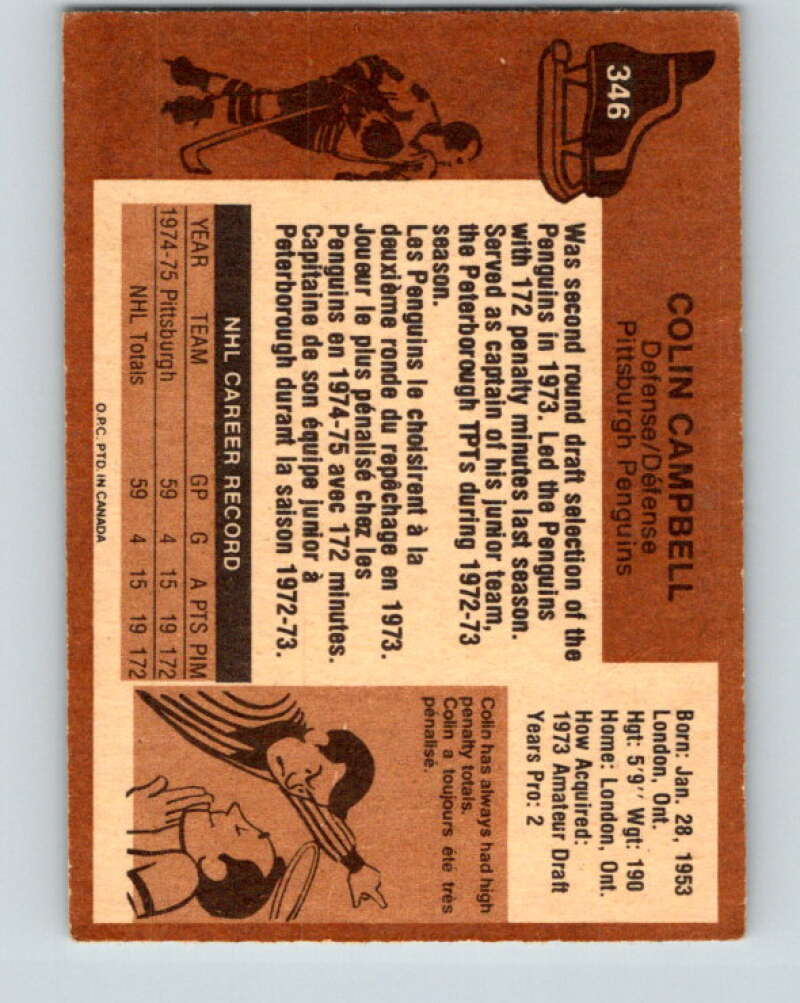 346
COLIN CAMPBELL
Defense/Défense
Pittsburgh Penguins
Born: Jan. 28, 1953
London, Ont.
Hgt: 5'9'' Wgt: 190
Home: London, Ont.
How Acquired:
1973 Amateur Draft
Years Pro: 2
Was second round draft selection of the
Penguins in 1973. Led the Penguins
with 172 penalty minutes last season.
Served as captain of his junior team,
the Peterborough TPTs during 1972-73
season.
Les Penguins le choisirent à la
deuxième ronde du repêchage en 1973.
Joueur le plus pénalisé chez les
Penguins en 1974-75 avec 172 minutes.
Capitaine de son équipe junior à
Peterborough durant la saison 1972-73.
NHL CAREER RECORD
YEAR TEAM GP G A PTS PIM
1974-75 Pittsburgh 59 4 15 19 172
NHL Totals 59 4 15 19 172
Colin has always had high
penalty totals.
Colin a toujours été très
pénalisé.
O.P.C. PTD. IN CANADA